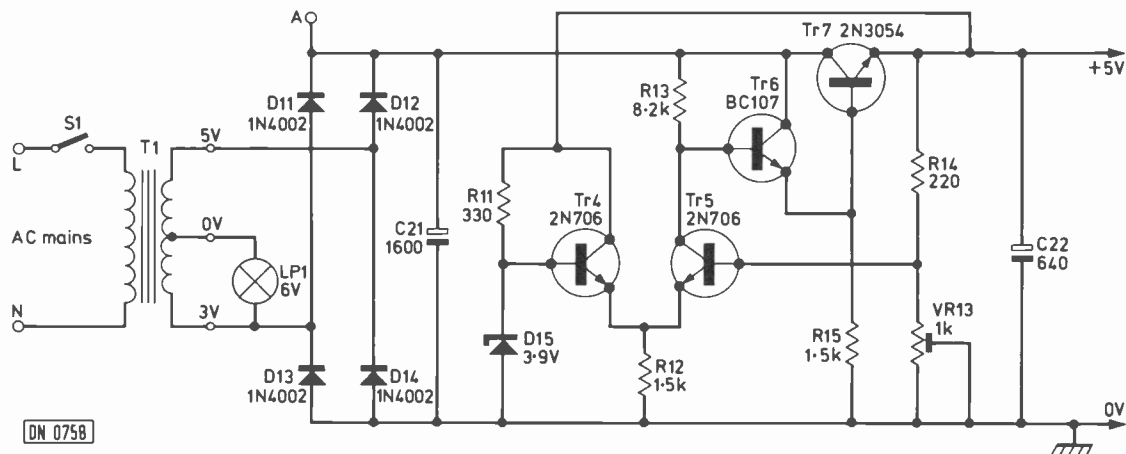 A
Tr7 2N3054
+5V
D11
1N4002
D12
1N4002
R13
8·2k
Tr6
BC107
S1
L
T1
5V
0V
3V
AC mains
N
LP1
6V
C21
1600
R11
330
Tr4
2N706
Tr5
2N706
R14
220
C22
640
D15
3·9V
R12
1·5k
R15
1·5k
VR13
1k
D13
1N4002
D14
1N4002
0V
DN 0758